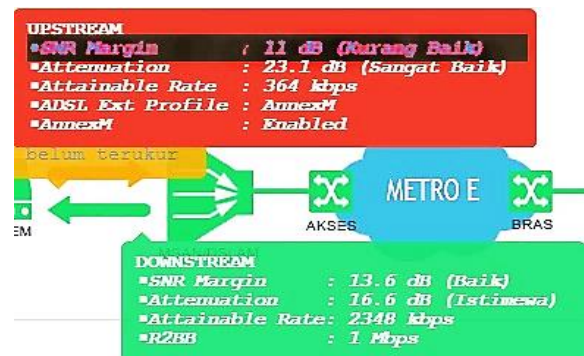 UPSTREAM
▪SNR Margin : 11 dB (Kurang Baik)
▪Attenuation : 23.1 dB (Sangat Baik)
▪Attainable Rate : 364 kbps
▪ADSL Ext Profile : AnnexM
▪AnnexM : Enabled
belum terukur
METRO E
EM
AKSES
BRAS
DOWNSTREAM
▪SNR Margin : 13.6 dB (Baik)
▪Attenuation : 16.6 dB (Istimewa)
▪Attainable Rate: 2348 kbps
▪R2BB : 1 Mbps